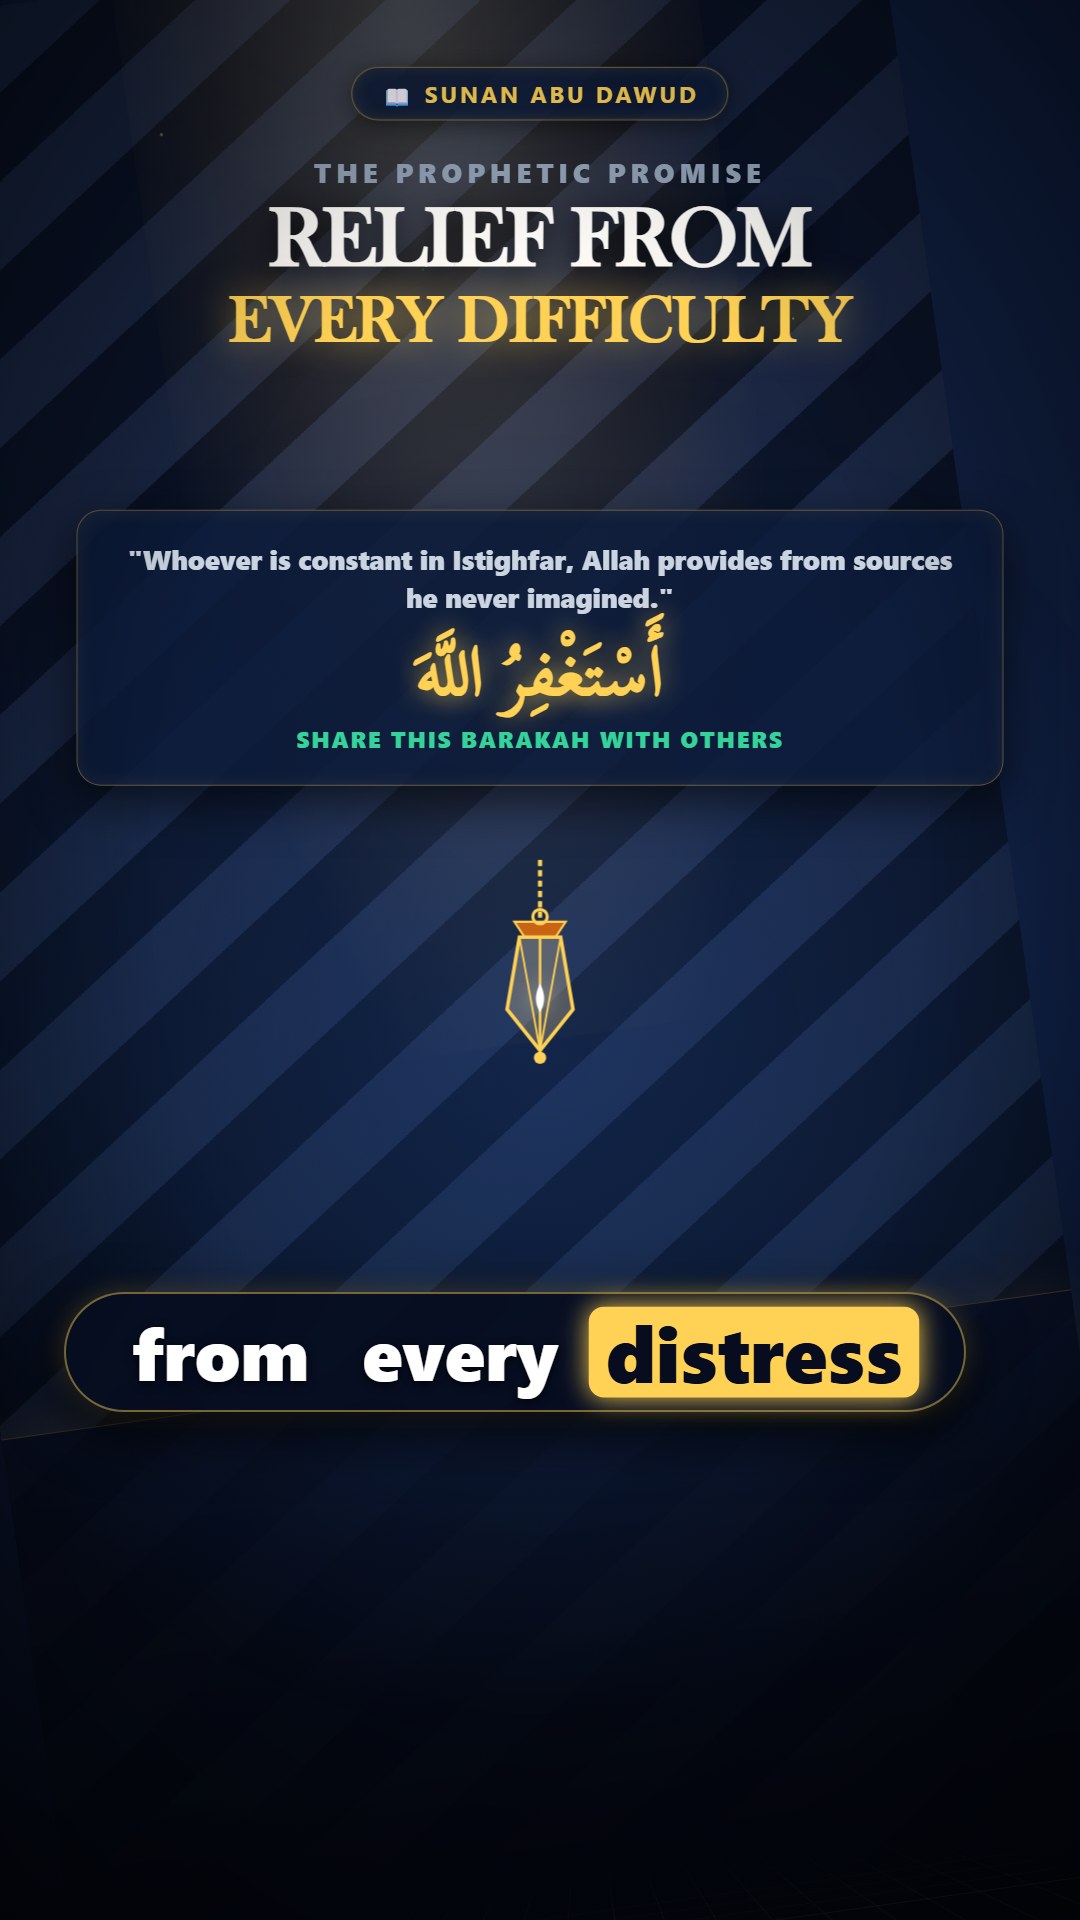 📖 SUNAN ABU DAWUD
THE PROPHETIC PROMISE
RELIEF FROM
EVERY DIFFICULTY
"Whoever is constant in Istighfar, Allah provides from sources
he never imagined."
أَسْتَغْفِرُ اللَّهَ
SHARE THIS BARAKAH WITH OTHERS
from every distress